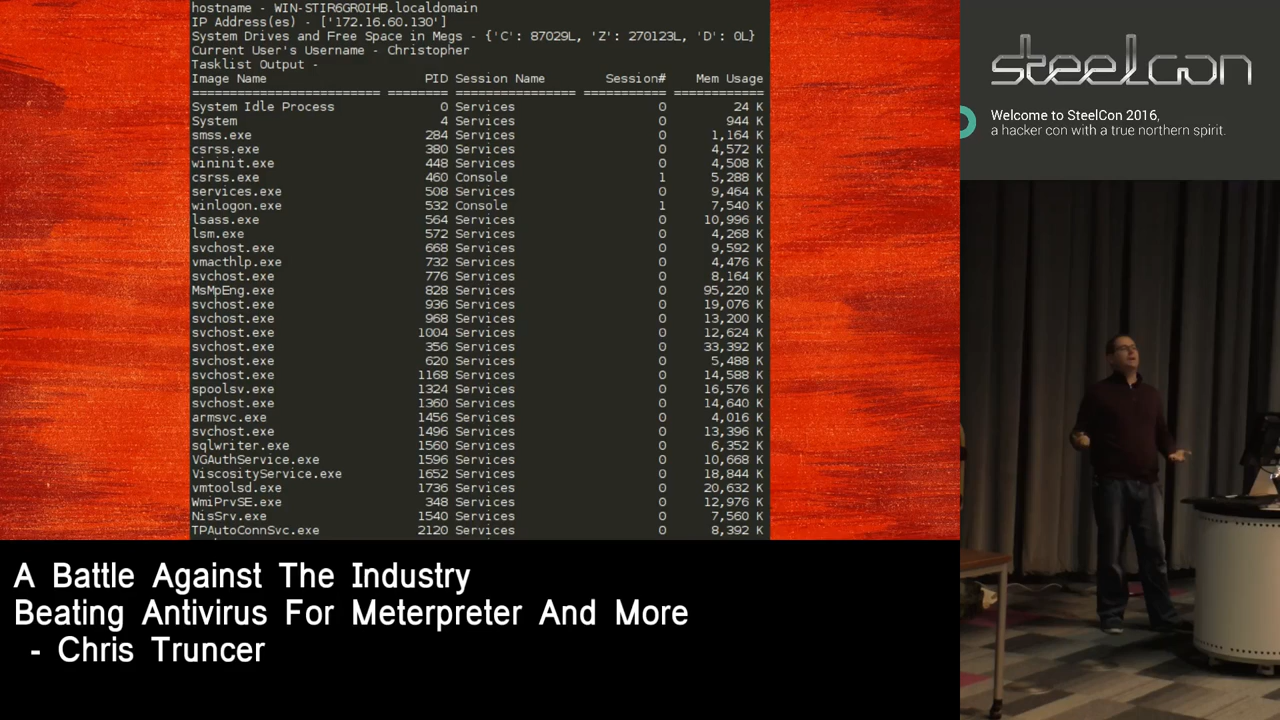 hostname - WIN-STIR6GR0IHB.localdomain
IP Address(es) - ['172.16.60.130']
System Drives and Free Space in Megs - {'C': 87029L, 'Z': 270123L, 'D': 0L}
Current User's Username - Christopher
Tasklist Output -
Image Name PID Session Name Session# Mem Usage
========================= ======== ================ =========== ============
System Idle Process 0 Services 0 24 K
System 4 Services 0 944 K
smss.exe 284 Services 0 1,164 K
csrss.exe 380 Services 0 4,572 K
wininit.exe 448 Services 0 4,508 K
csrss.exe 460 Console 1 5,288 K
services.exe 508 Services 0 9,464 K
winlogon.exe 532 Console 1 7,540 K
lsass.exe 564 Services 0 10,996 K
lsm.exe 572 Services 0 4,268 K
svchost.exe 668 Services 0 9,592 K
vmacthlp.exe 732 Services 0 4,476 K
svchost.exe 776 Services 0 8,164 K
MsMpEng.exe 828 Services 0 95,220 K
svchost.exe 936 Services 0 19,076 K
svchost.exe 968 Services 0 13,200 K
svchost.exe 1004 Services 0 12,624 K
svchost.exe 356 Services 0 33,392 K
svchost.exe 620 Services 0 5,488 K
svchost.exe 1168 Services 0 14,588 K
spoolsv.exe 1324 Services 0 16,576 K
svchost.exe 1360 Services 0 14,640 K
armsvc.exe 1456 Services 0 4,016 K
svchost.exe 1496 Services 0 13,396 K
sqlwriter.exe 1560 Services 0 6,352 K
VGAuthService.exe 1596 Services 0 10,668 K
ViscosityService.exe 1652 Services 0 18,844 K
vmtoolsd.exe 1736 Services 0 20,632 K
WmiPrvSE.exe 348 Services 0 12,976 K
NisSrv.exe 1540 Services 0 7,560 K
TPAutoConnSvc.exe 2120 Services 0 8,392 K
steelcon
Welcome to SteelCon 2016,
a hacker con with a true northern spirit.
A Battle Against The Industry
Beating Antivirus For Meterpreter And More
- Chris Truncer